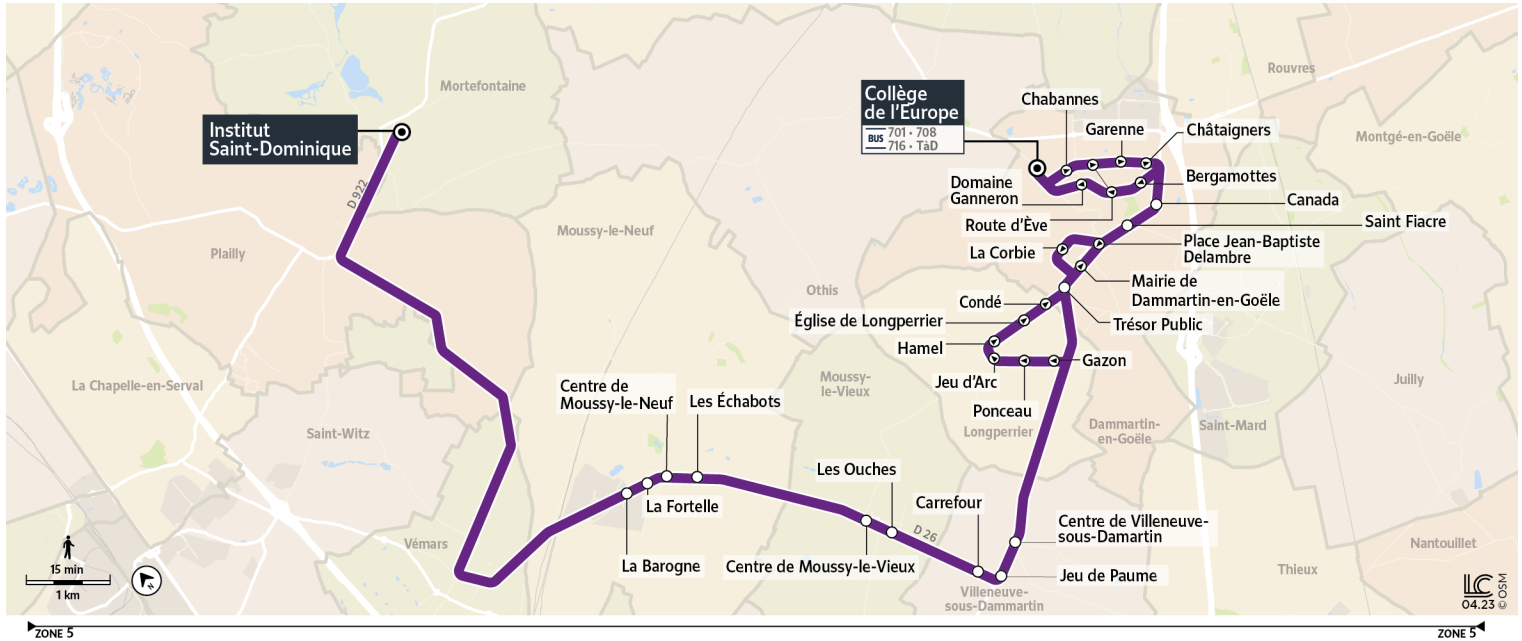 Rouvres
Mortefontaine
Collège
de l'Europe
BUS
701 • 708
716 • TàD
Chabannes
Institut
Saint-Dominique
Garenne
Châtaigners
Montgé-en-Goële
D 922
Domaine
Ganneron
Bergamottes
Canada
Route d'Ève
Saint Fiacre
Moussy-le-Neuf
Plailly
La Corbie
Place Jean-Baptiste
Delambre
Othis
Mairie de
Dammartin-en-Goële
Condé
Église de Longperrier
Trésor Public
Hamel
Gazon
La Chapelle-en-Serval
Centre de
Moussy-le-Neuf
Les Échabots
Moussy-
le-Vieux
Jeu d'Arc
Juilly
Ponceau
Longperrier
Dammartin-
en-Goële
Saint-Mard
Saint-Witz
Les Ouches
La Fortelle
Carrefour
D 26
Centre de Villeneuve-
sous-Damartin
Vémars
Nantouillet
La Barogne
Centre de Moussy-le-Vieux
Jeu de Paume
Thieux
15 min
1 km
Villeneuve-
sous-Dammartin
LC
04.23
© OSM
ZONE 5
ZONE 5